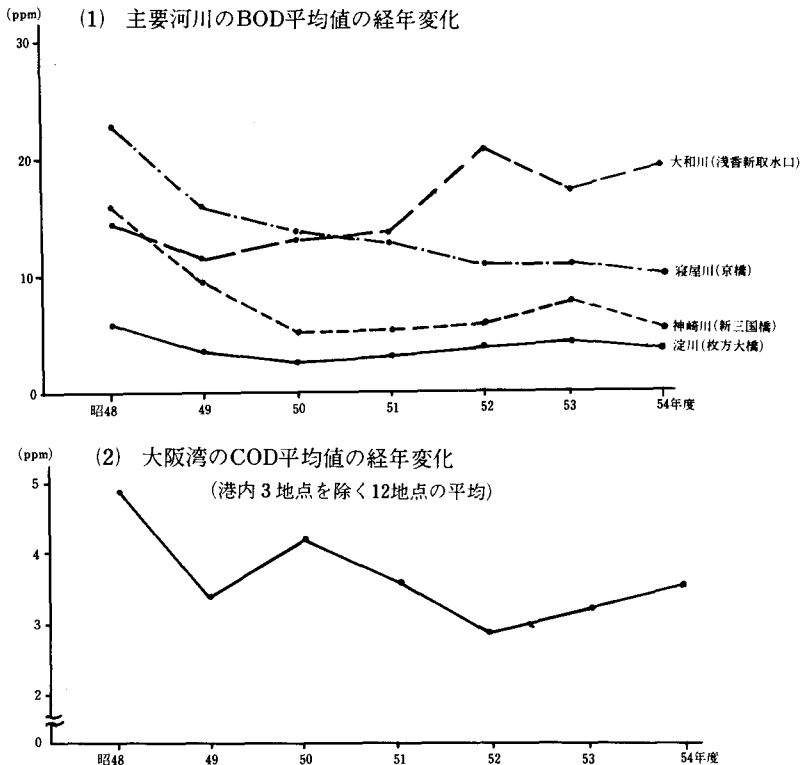 (ppm)
(1) 主要河川のBOD平均値の経年変化
30
20
10
0
大和川(浅香新取水口)
寝屋川(京橋)
神崎川(新三国橋)
淀川(枚方大橋)
昭48 49 50 51 52 53 54年度
(ppm)
(2) 大阪湾のCOD平均値の経年変化
(港内3地点を除く12地点の平均)
5
4
3
2
0
昭48 49 50 51 52 53 54年度